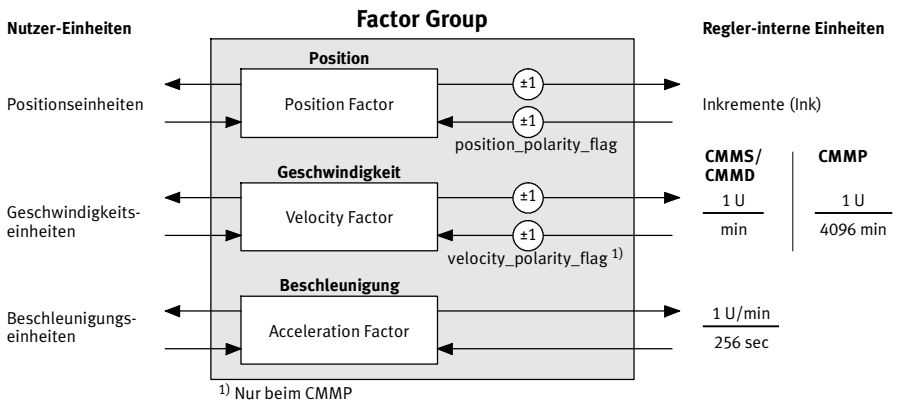 Factor Group
Nutzer-Einheiten
Regler-interne Einheiten
Position
Position Factor
±1
±1
position_polarity_flag
Positionseinheiten
Inkremente (Ink)
Geschwindigkeit
Velocity Factor
±1
±1
velocity_polarity_flag 1)
Geschwindigkeits-
einheiten
CMMS/
CMMD
1 U
min
CMMP
1 U
4096 min
Beschleunigung
Acceleration Factor
Beschleunigungs-
einheiten
1 U/min
256 sec
1) Nur beim CMMP